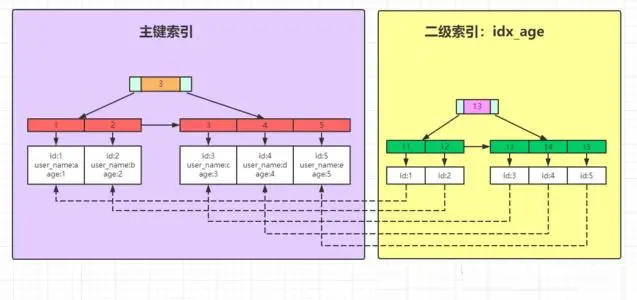 主键索引
二级索引：idx_age
3
13
1 2 3 4 5
11 12 13 14 15
id:1 id:2 id:3 id:4 id:5
user_name:a user_name:b user_name:c user_name:d user_name:e
age:1 age:2 age:3 age:4 age:5
id:1 id:2 id:3 id:4 id:5